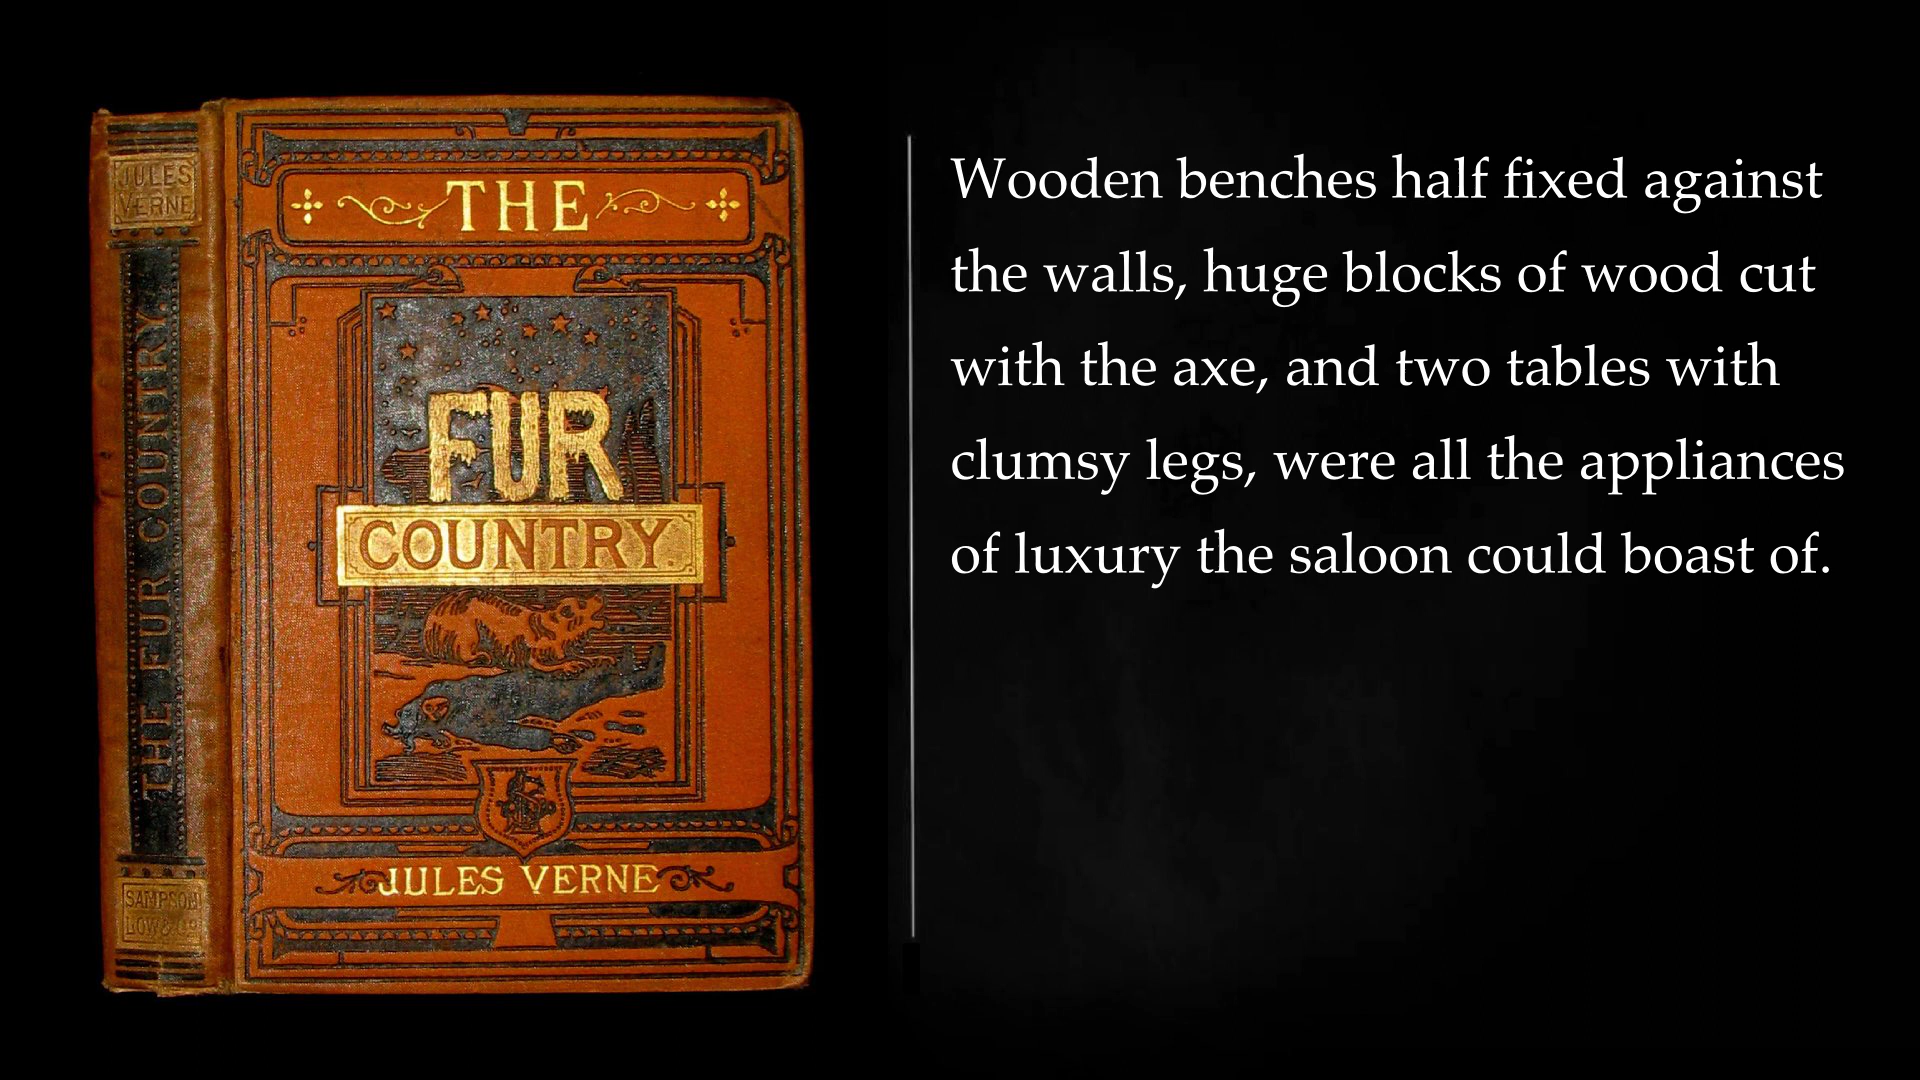 JULES
VERNE
THE FUR COUNTRY.
SAMPSON
LOW & Co
THE
FUR
COUNTRY.
JULES VERNE
Wooden benches half fixed against
the walls, huge blocks of wood cut
with the axe, and two tables with
clumsy legs, were all the appliances
of luxury the saloon could boast of.